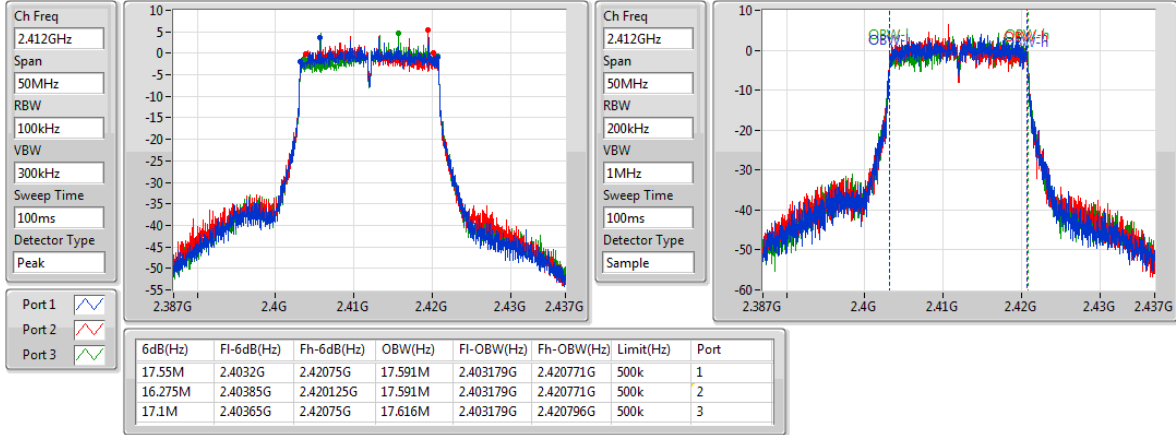 Ch Freq
2.412GHz
Span
50MHz
RBW
100kHz
VBW
300kHz
Sweep Time
100ms
Detector Type
Peak
Port 1
Port 2
Port 3
10
5
0
-5
-10
-15
-20
-25
-30
-35
-40
-45
-50
-55
2.387G 2.4G 2.41G 2.42G 2.437G
Ch Freq
2.412GHz
Span
50MHz
RBW
200kHz
VBW
1MHz
Sweep Time
100ms
Detector Type
Sample
10
0
-10
-20
-30
-40
-50
-60
OBW-l OBW-h
2.387G 2.4G 2.41G 2.42G 2.43G 2.437G
6dB(Hz) Fl-6dB(Hz) Fh-6dB(Hz) OBW(Hz) Fl-OBW(Hz) Fh-OBW(Hz) Limit(Hz) Port
17.55M 2.4032G 2.42075G 17.591M 2.403179G 2.420771G 500k 1
16.275M 2.40385G 2.420125G 17.591M 2.403179G 2.420771G 500k 2
17.1M 2.40365G 2.42075G 17.616M 2.403179G 2.420796G 500k 3